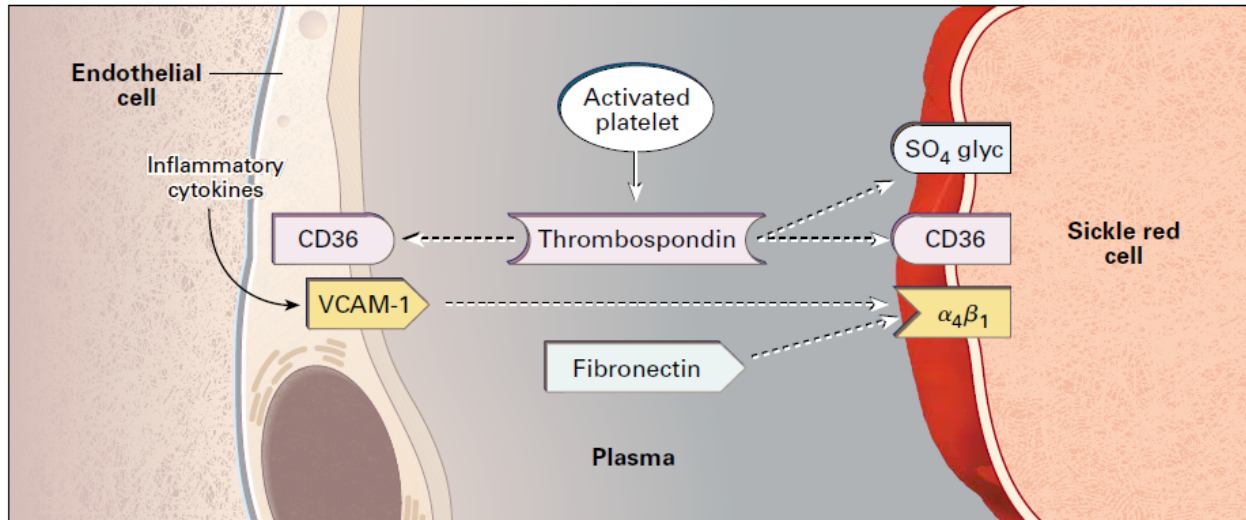 Endothelial
cell
Inflammatory
cytokines
Activated
platelet
SO₄ glyc
CD36
Thrombospondin
CD36
Sickle red
cell
VCAM-1
α₄β₁
Fibronectin
Plasma